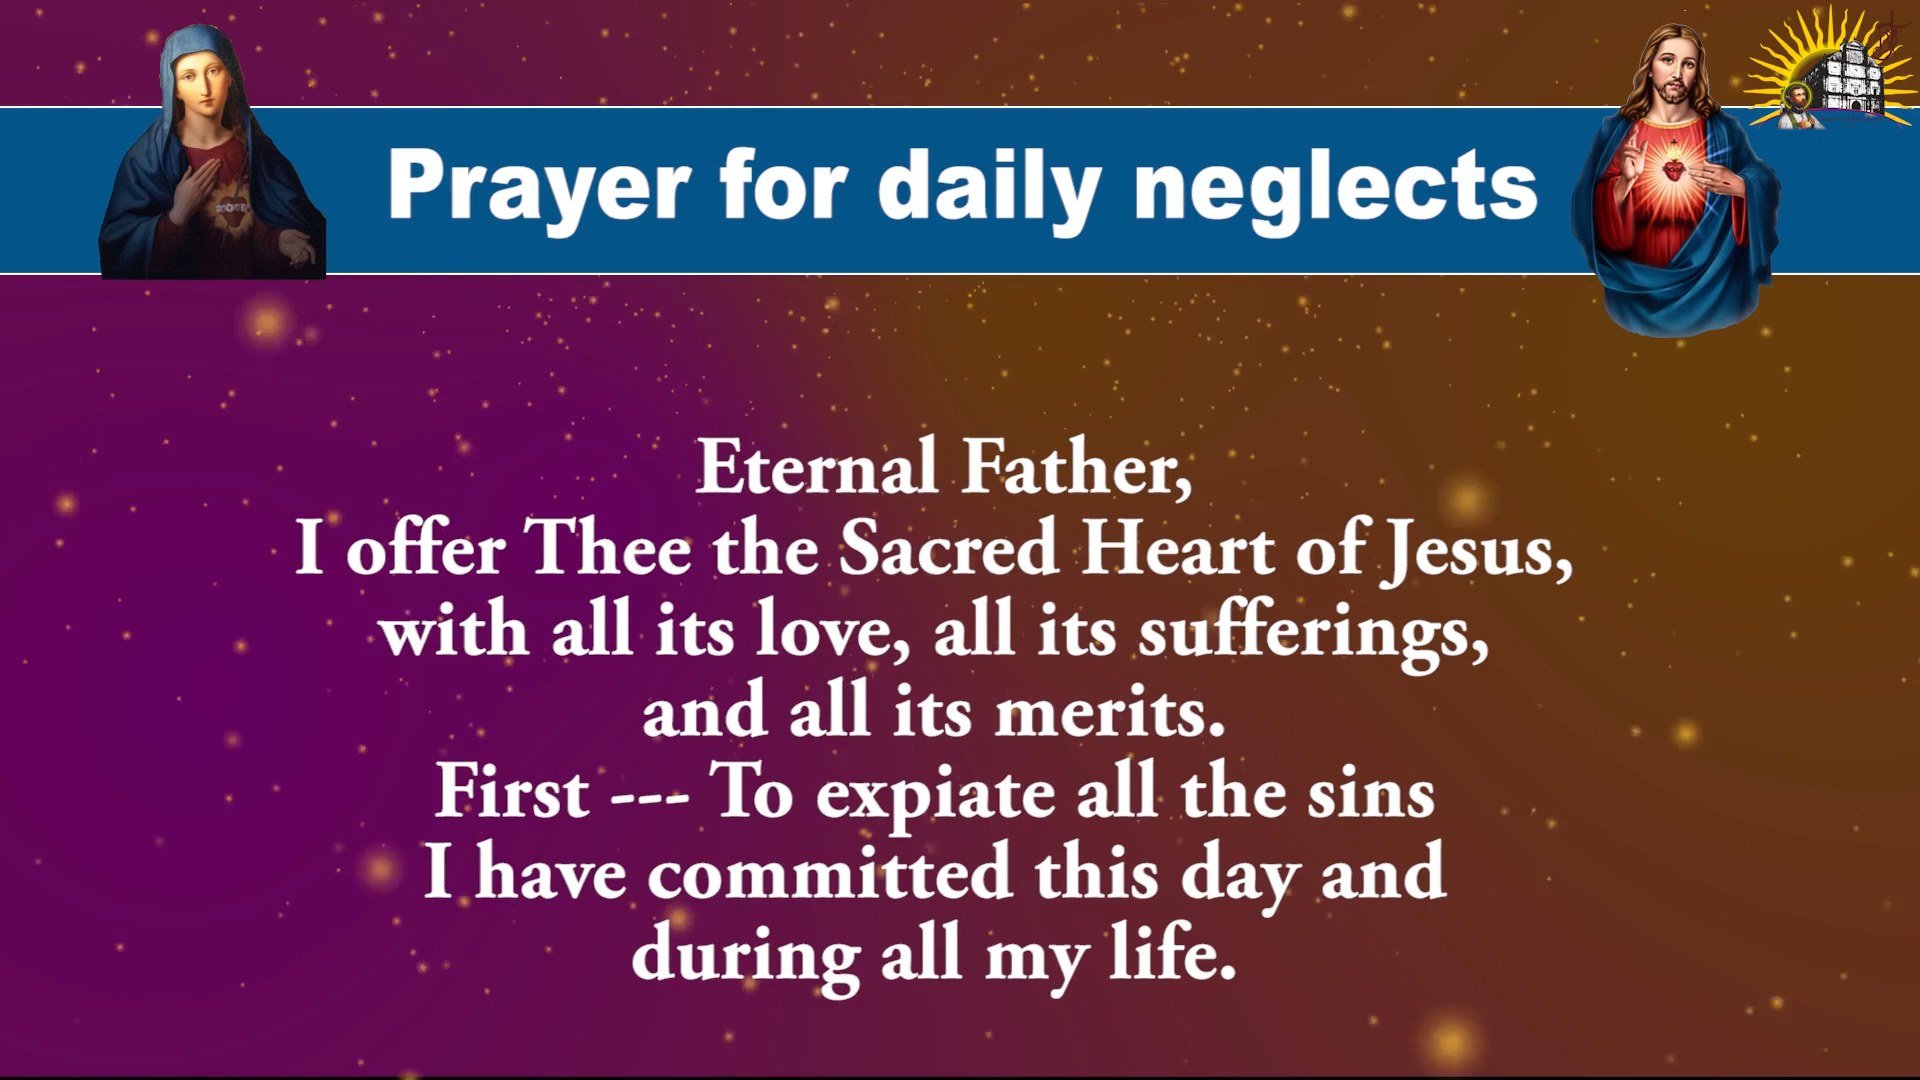 Prayer for daily neglects
Eternal Father,
I offer Thee the Sacred Heart of Jesus,
with all its love, all its sufferings,
and all its merits.
First --- To expiate all the sins
I have committed this day and
during all my life.